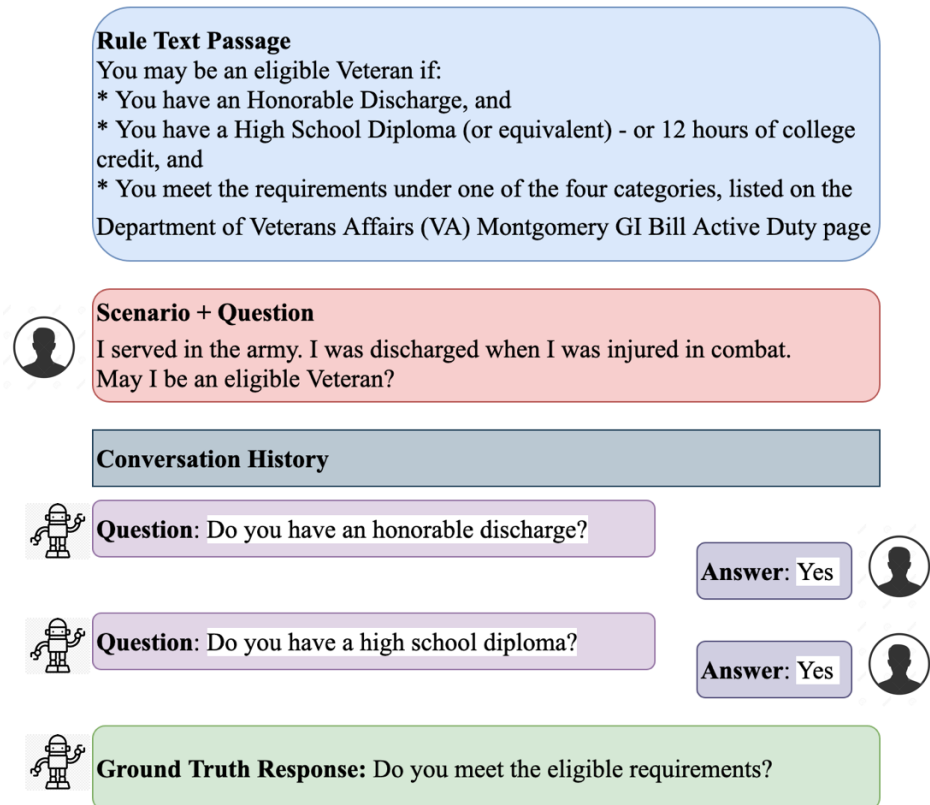 Rule Text Passage
You may be an eligible Veteran if:
* You have an Honorable Discharge, and
* You have a High School Diploma (or equivalent) - or 12 hours of college
credit, and
* You meet the requirements under one of the four categories, listed on the
Department of Veterans Affairs (VA) Montgomery GI Bill Active Duty page
Scenario + Question
I served in the army. I was discharged when I was injured in combat.
May I be an eligible Veteran?
Conversation History
Question: Do you have an honorable discharge?
Answer: Yes
Question: Do you have a high school diploma?
Answer: Yes
Ground Truth Response: Do you meet the eligible requirements?